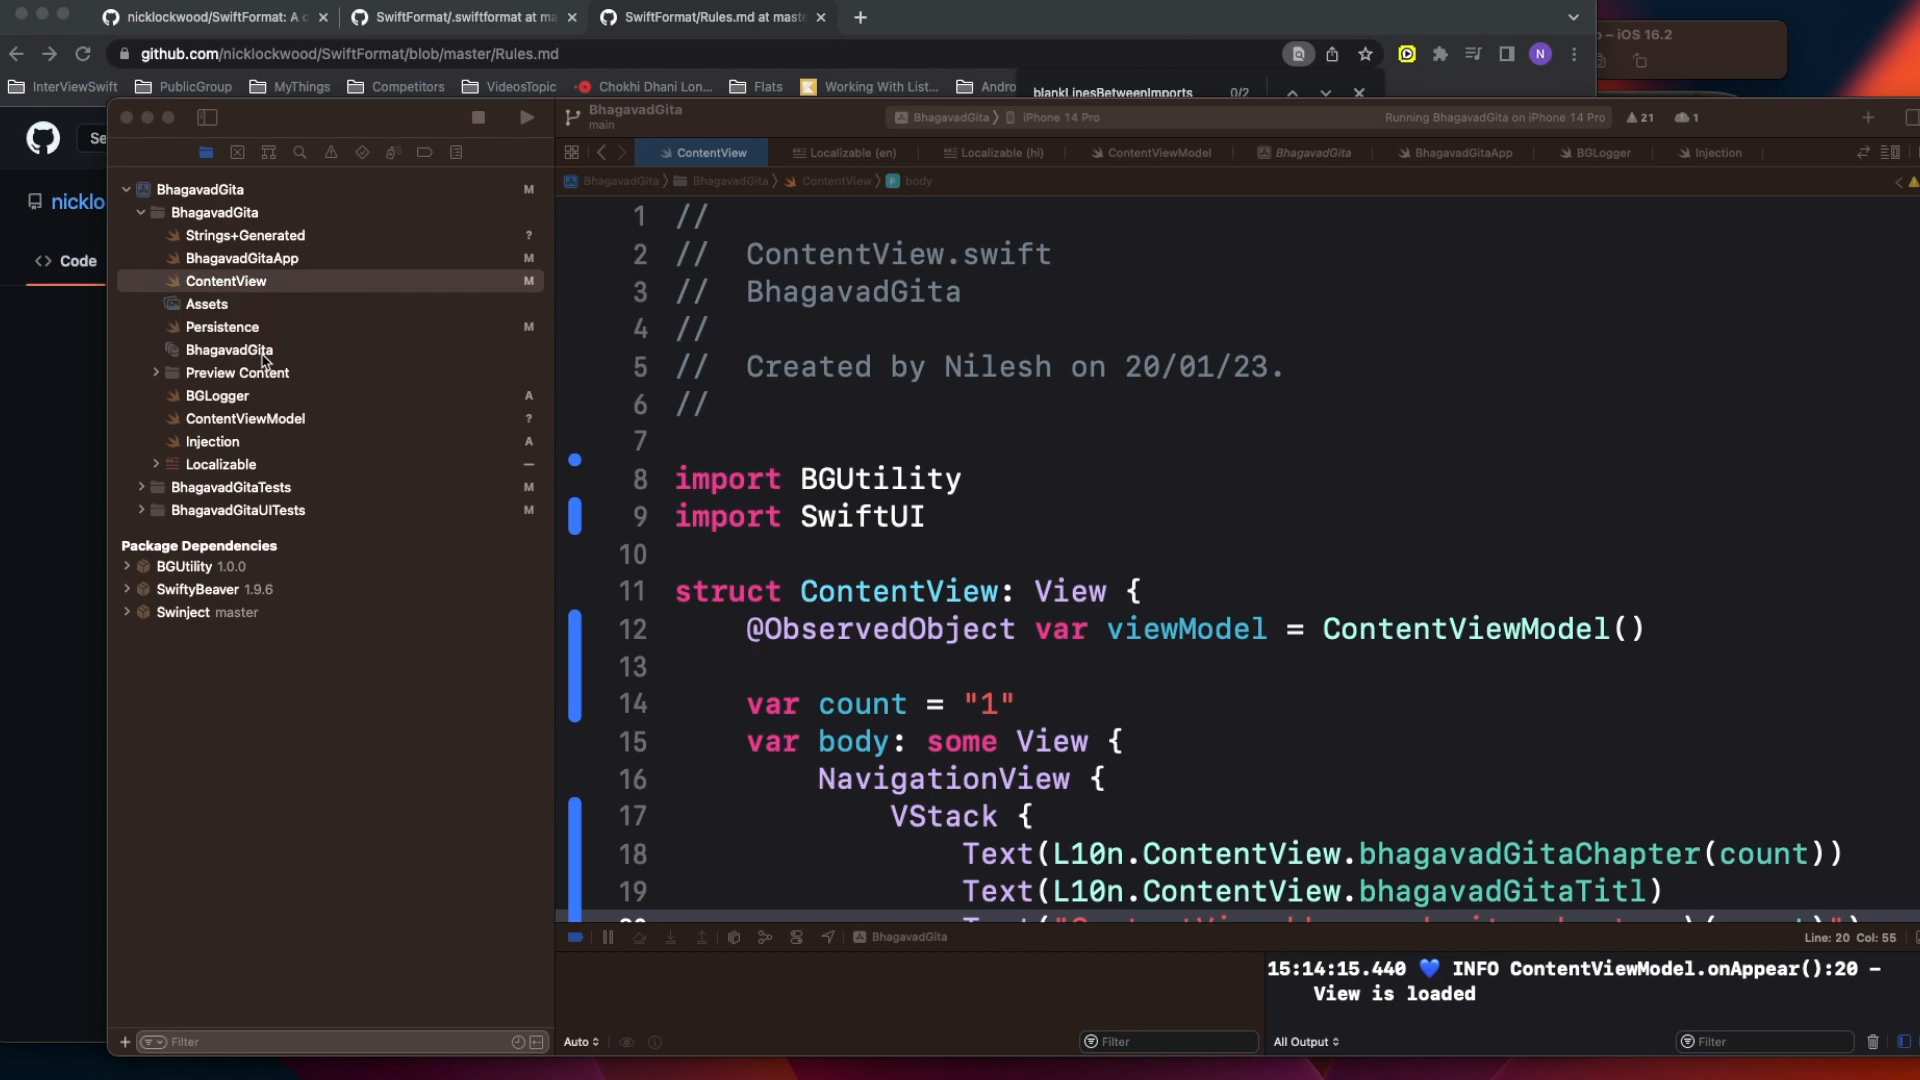 nicklockwood/SwiftFormat: A c
SwiftFormat/.swiftformat at ma
SwiftFormat/Rules.md at maste
– iOS 16.2
github.com/nicklockwood/SwiftFormat/blob/master/Rules.md
N
InterViewSwift
PublicGroup
MyThings
Competitors
VideosTopic
Chokhi Dhani Lon...
Flats
Working With List...
Andro
blankLinesBetweenImports
0/2
Se
nicklo
Code
BhagavadGita
main
BhagavadGita
iPhone 14 Pro
Running BhagavadGita on iPhone 14 Pro
21
1
ContentView
Localizable (en)
Localizable (hi)
ContentViewModel
BhagavadGita
BhagavadGitaApp
BGLogger
Injection
BhagavadGita
BhagavadGita
ContentView
body
BhagavadGita M
BhagavadGita
Strings+Generated ?
BhagavadGitaApp M
ContentView M
Assets
Persistence M
BhagavadGita
Preview Content
BGLogger A
ContentViewModel ?
Injection A
Localizable —
BhagavadGitaTests M
BhagavadGitaUITests M
Package Dependencies
BGUtility 1.0.0
SwiftyBeaver 1.9.6
Swinject master
Filter
1 //
2 // ContentView.swift
3 // BhagavadGita
4 //
5 // Created by Nilesh on 20/01/23.
6 //
7
8 import BGUtility
9 import SwiftUI
10
11 struct ContentView: View {
12 @ObservedObject var viewModel = ContentViewModel()
13
14 var count = "1"
15 var body: some View {
16 NavigationView {
17 VStack {
18 Text(L10n.ContentView.bhagavadGitaChapter(count))
19 Text(L10n.ContentView.bhagavadGitaTitl)
BhagavadGita
Line: 20 Col: 55
15:14:15.440 💙 INFO ContentViewModel.onAppear():20 –
View is loaded
Auto
Filter
All Output
Filter